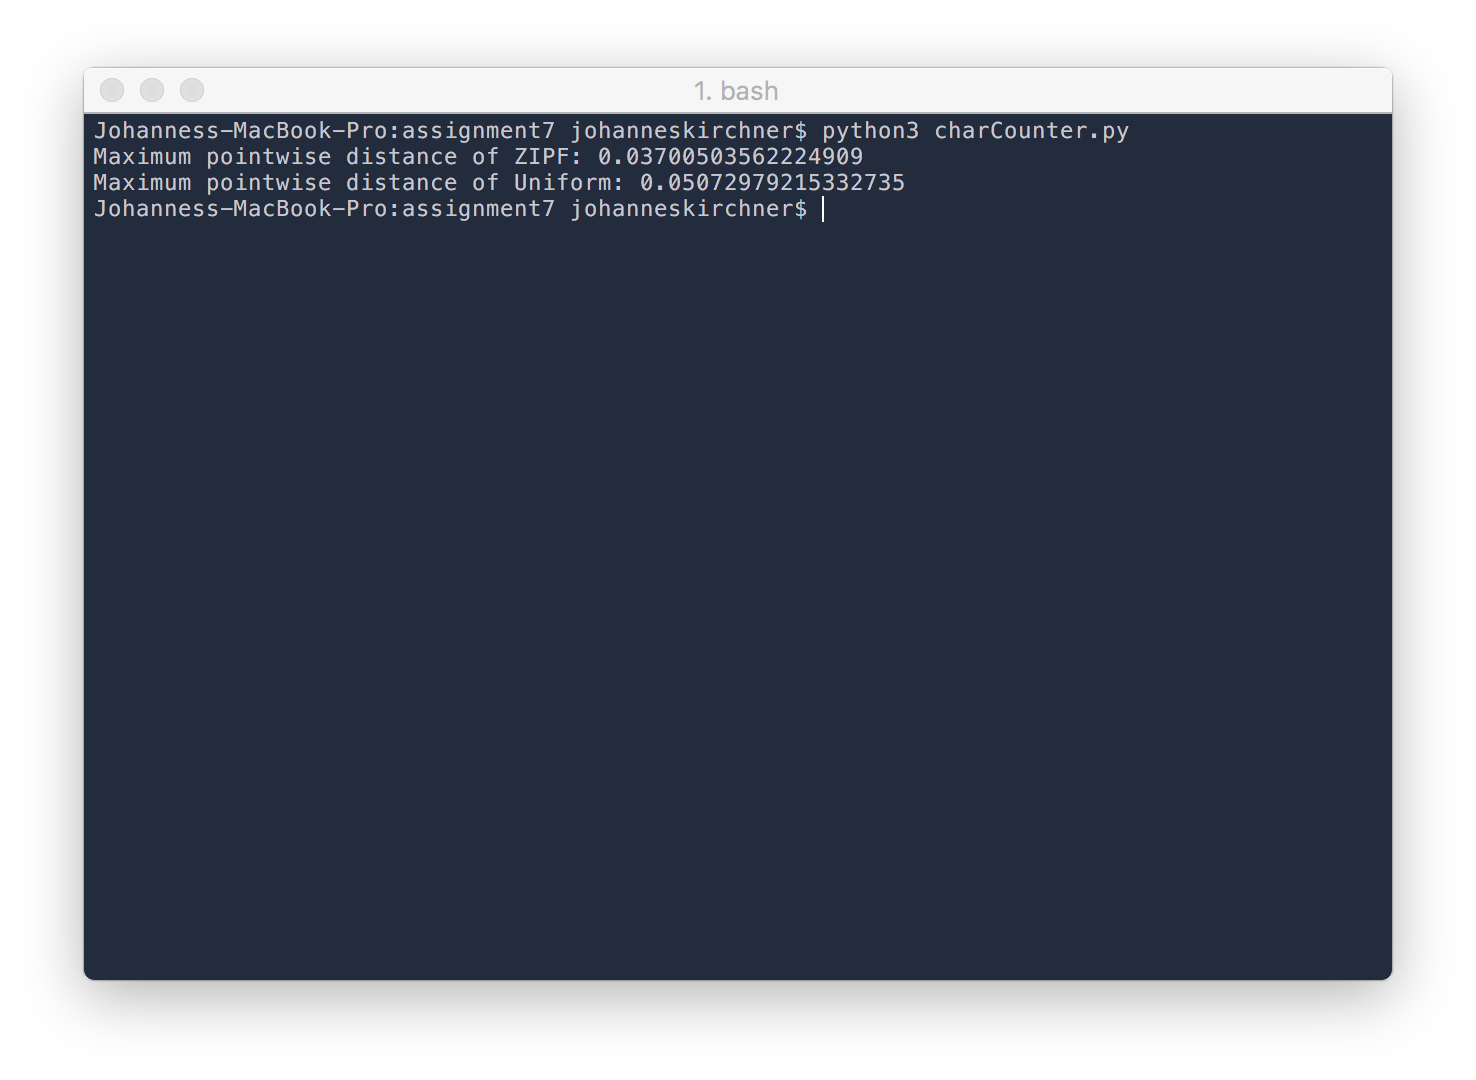 1. bash
Johanness-MacBook-Pro:assignment7 johanneskirchner$ python3 charCounter.py
Maximum pointwise distance of ZIPF: 0.03700503562224909
Maximum pointwise distance of Uniform: 0.05072979215332735
Johanness-MacBook-Pro:assignment7 johanneskirchner$